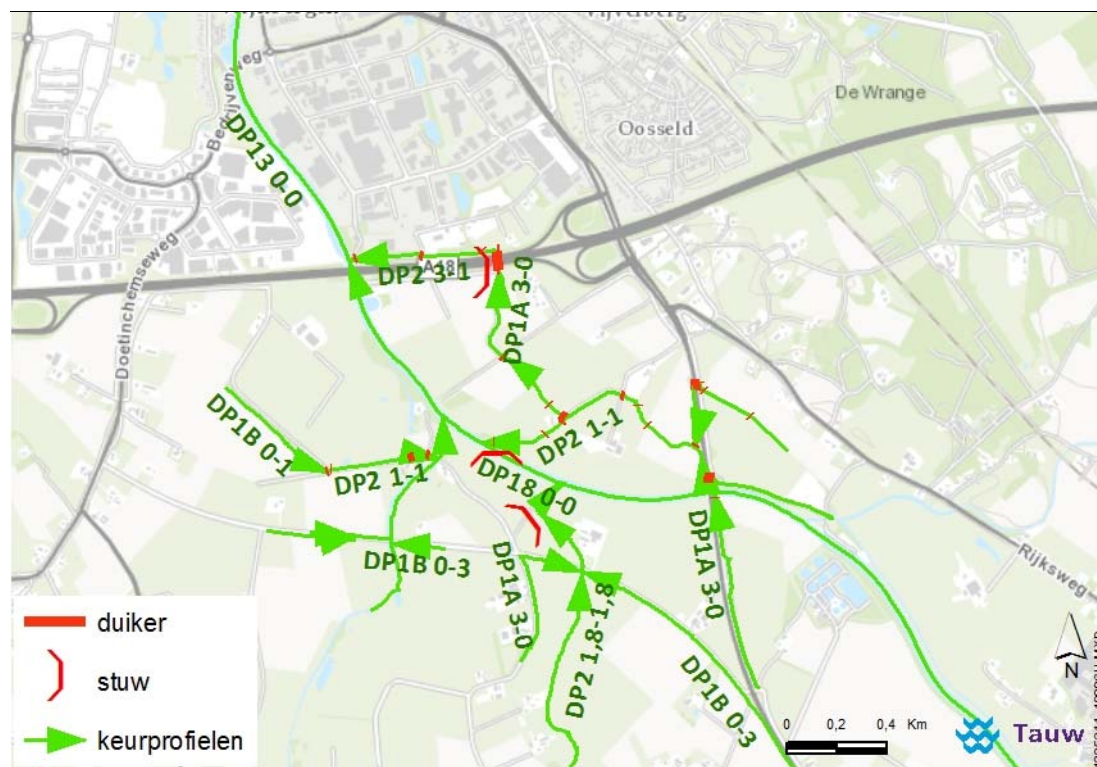 Vijverberg
De Wrange
Bedrijvenweg
Oosseld
DP13 0-0
Doetinchemseweg
A18
DP2 3-1
DP1A 3-0
DP1B 0-1
DP2 1-1
DP2 1-1
DP18 0-0
DP1B 0-3
DP1A 3-0
DP1A 3-0
Rijksweg
DP2 1,8-1,8
DP1B 0-3
duiker
stuw
keurprofielen
N
0 0,2 0,4 Km
Tauw